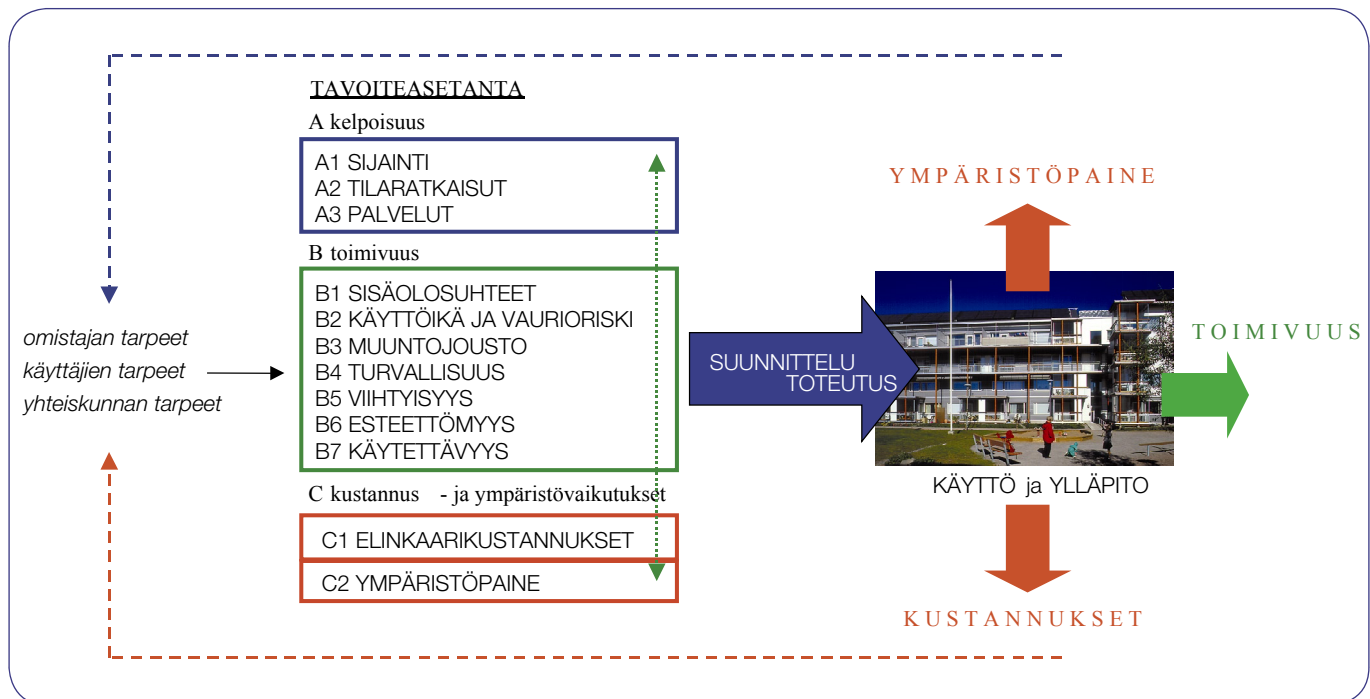 TAVOITEASETANTA
A kelpoisuus
A1 SIJAINTI
A2 TILARATKAISUT
A3 PALVELUT
B toimivuus
B1 SISÄOLOSUHTEET
B2 KÄYTTÖIKÄ JA VAURIORISKI
B3 MUUNTOJOUSTO
B4 TURVALLISUUS
B5 VIIHTYISYYS
B6 ESTEETTÖMYYS
B7 KÄYTETTÄVYYS
C kustannus - ja ympäristövaikutukset
C1 ELINKAARIKUSTANNUKSET
C2 YMPÄRISTÖPAINE
omistajan tarpeet
käyttäjien tarpeet
yhteiskunnan tarpeet
SUUNNITTELU
TOTEUTUS
YMPÄRISTÖPAINE
TOIMIVUUS
KÄYTTÖ ja YLLÄPITO
KUSTANNUKSET